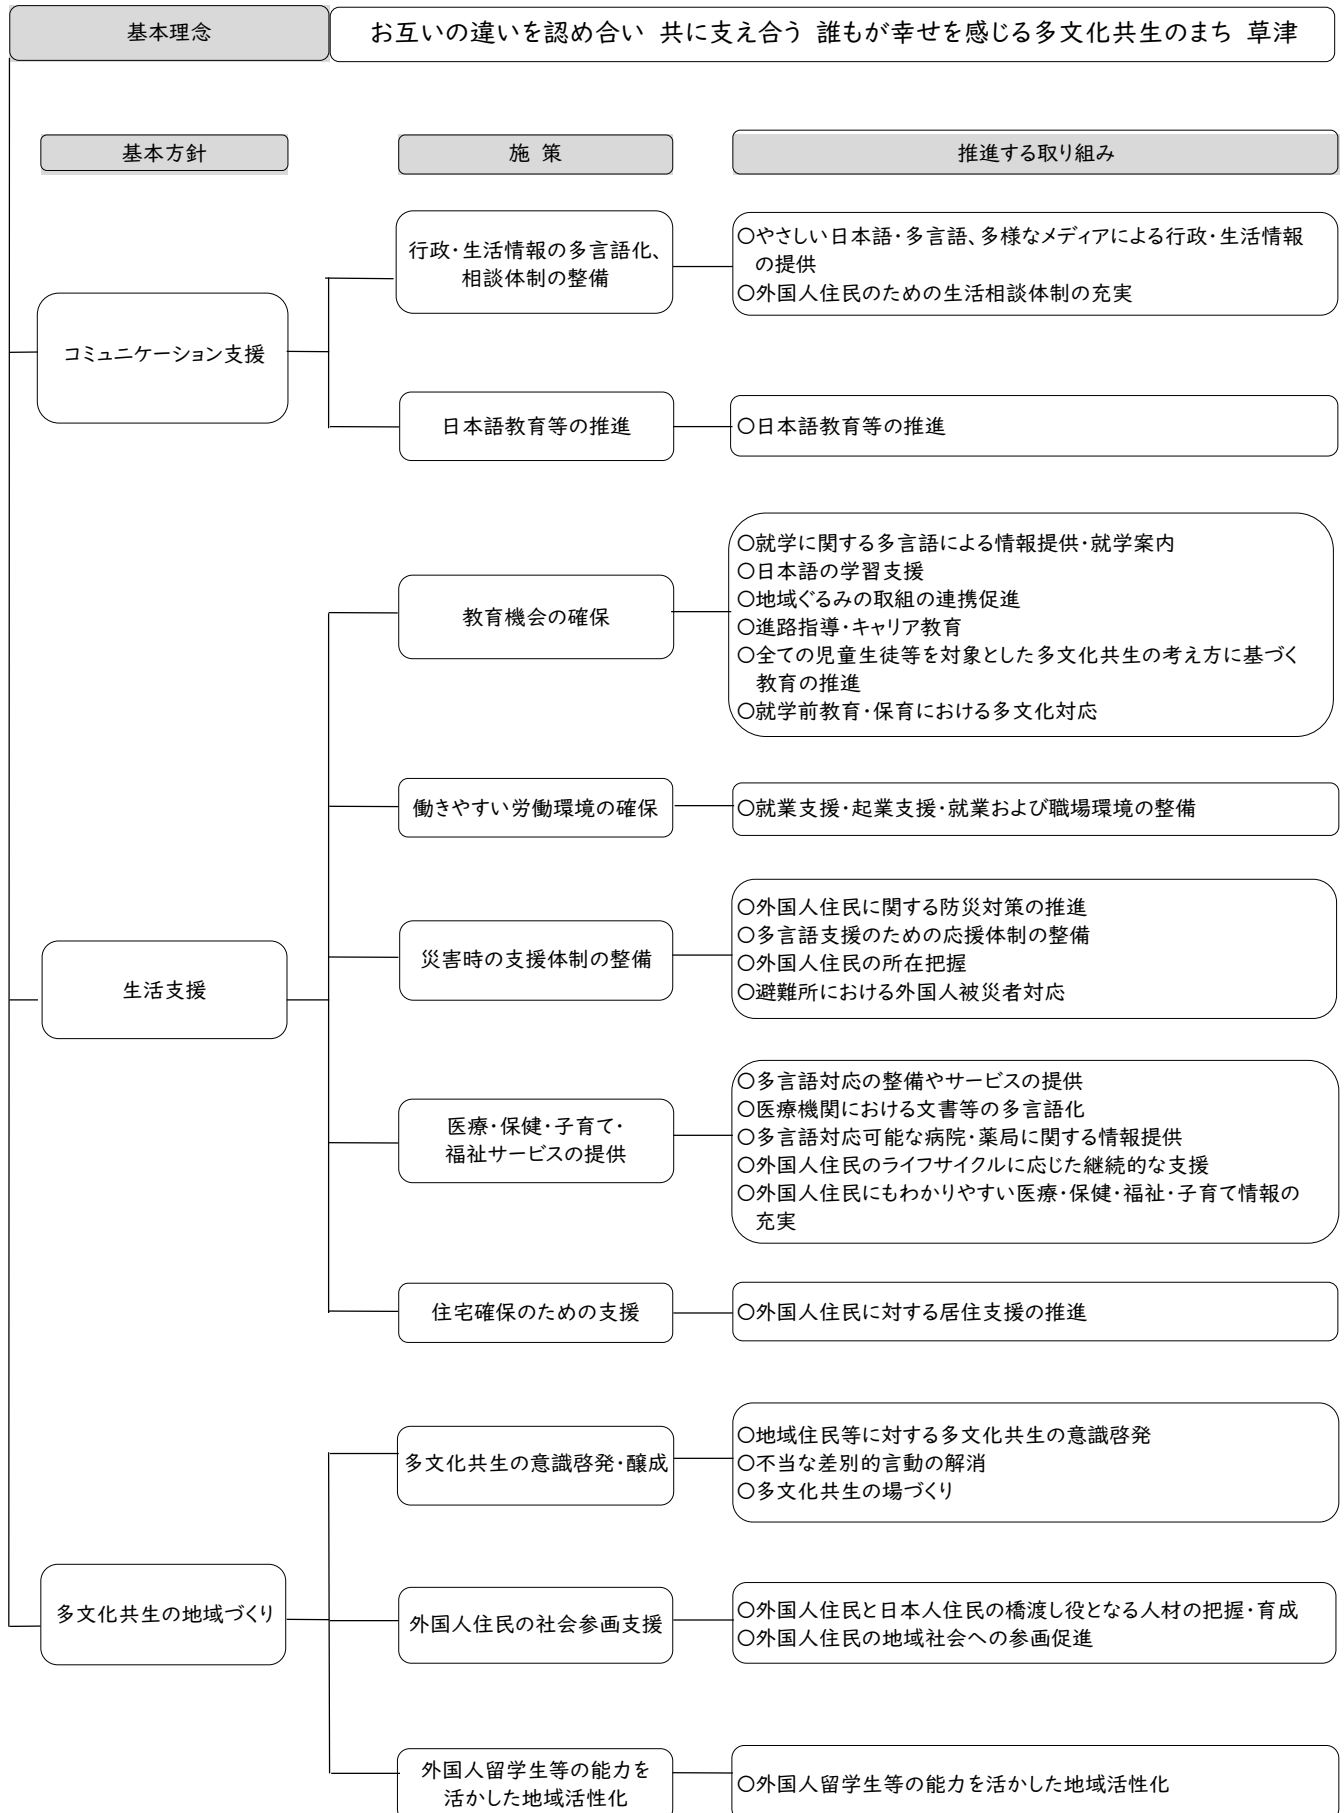 基本理念
お互いの違いを認め合い 共に支え合う 誰もが幸せを感じる多文化共生のまち 草津
基本方針
施 策
推進する取り組み
コミュニケーション支援
行政・生活情報の多言語化、
相談体制の整備
〇やさしい日本語・多言語、多様なメディアによる行政・生活情報
の提供
〇外国人住民のための生活相談体制の充実
日本語教育等の推進
〇日本語教育等の推進
生活支援
教育機会の確保
〇就学に関する多言語による情報提供・就学案内
〇日本語の学習支援
〇地域ぐるみの取組の連携促進
〇進路指導・キャリア教育
〇全ての児童生徒等を対象とした多文化共生の考え方に基づく
教育の推進
〇就学前教育・保育における多文化対応
働きやすい労働環境の確保
〇就業支援・起業支援・就業および職場環境の整備
災害時の支援体制の整備
〇外国人住民に関する防災対策の推進
〇多言語支援のための応援体制の整備
〇外国人住民の所在把握
〇避難所における外国人被災者対応
医療・保健・子育て・
福祉サービスの提供
〇多言語対応の整備やサービスの提供
〇医療機関における文書等の多言語化
〇多言語対応可能な病院・薬局に関する情報提供
〇外国人住民のライフサイクルに応じた継続的な支援
〇外国人住民にもわかりやすい医療・保健・福祉・子育て情報の
充実
住宅確保のための支援
〇外国人住民に対する居住支援の推進
多文化共生の地域づくり
多文化共生の意識啓発・醸成
〇地域住民等に対する多文化共生の意識啓発
〇不当な差別的言動の解消
〇多文化共生の場づくり
外国人住民の社会参画支援
〇外国人住民と日本人住民の橋渡し役となる人材の把握・育成
〇外国人住民の地域社会への参画促進
外国人留学生等の能力を
活かした地域活性化
〇外国人留学生等の能力を活かした地域活性化